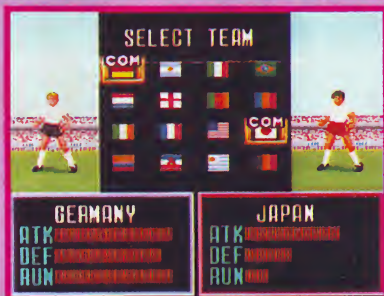 SELECT TEAM
COM
COM
GERMANY
ATK
DEF
RUN
JAPAN
ATK
DEF
RUN